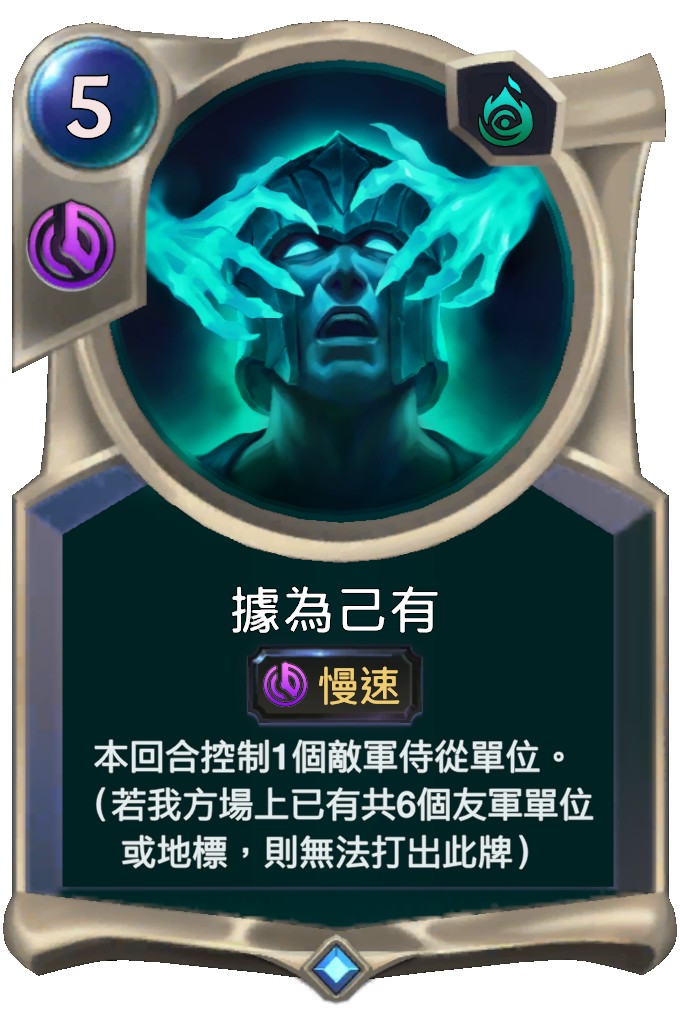 5
據為己有
慢速
本回合控制1個敵軍侍從單位。
（若我方場上已有共6個友軍單位
或地標，則無法打出此牌）